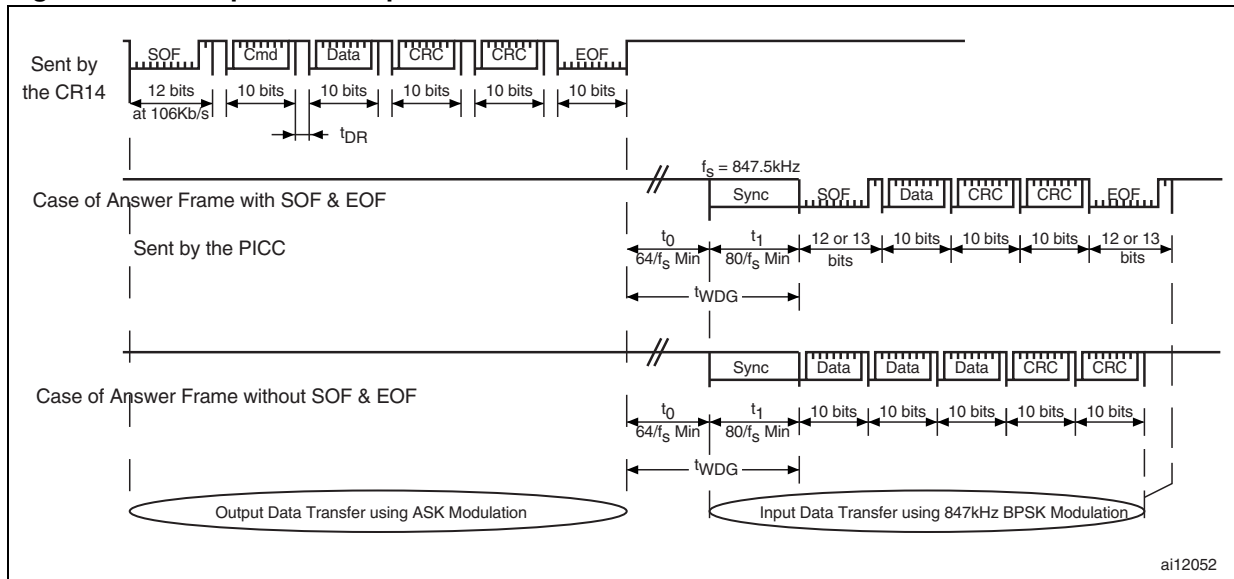 Sent by
the CR14
SOF Cmd Data CRC CRC EOF
12 bits 10 bits 10 bits 10 bits 10 bits 10 bits
at 106Kb/s
tDR
fS = 847.5kHz
Sync SOF Data CRC CRC EOF
Case of Answer Frame with SOF & EOF
Sent by the PICC
t0 t1 12 or 13 10 bits 10 bits 10 bits 12 or 13
64/fS Min 80/fS Min bits bits
tWDG
Sync Data Data Data CRC CRC
Case of Answer Frame without SOF & EOF
t0 t1 10 bits 10 bits 10 bits 10 bits 10 bits
64/fS Min 80/fS Min
tWDG
Output Data Transfer using ASK Modulation Input Data Transfer using 847kHz BPSK Modulation
ai12052